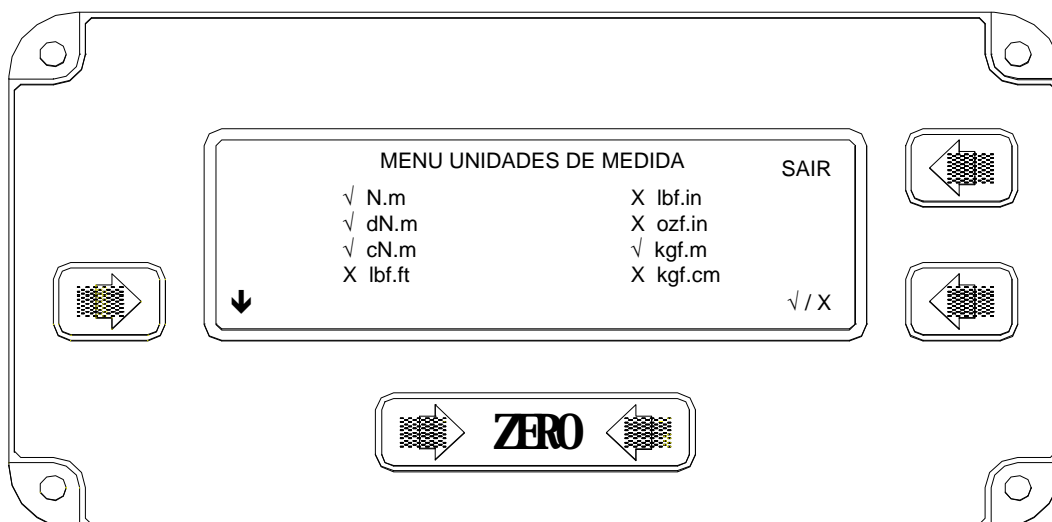 MENU UNIDADES DE MEDIDA SAIR
√ N.m X lbf.in
√ dN.m X ozf.in
√ cN.m √ kgf.m
X lbf.ft X kgf.cm
√ / X
ZERO